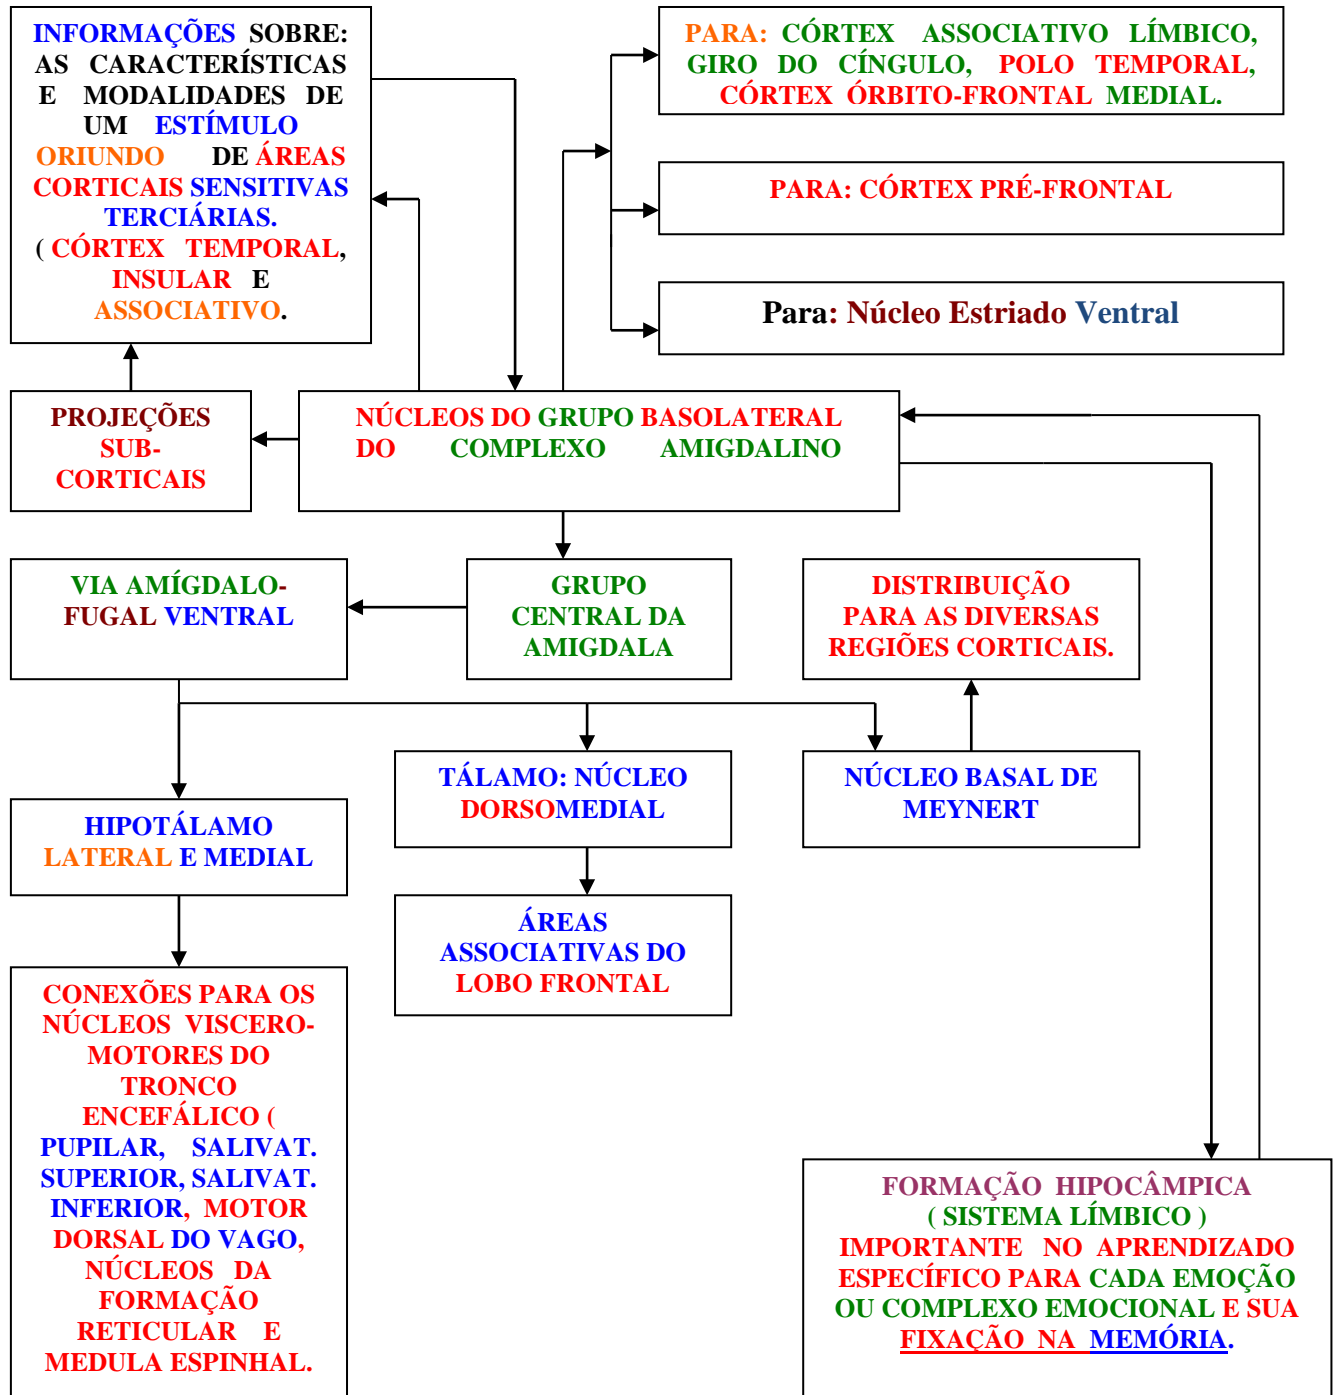 INFORMAÇÕES SOBRE:
AS CARACTERÍSTICAS
E MODALIDADES DE
UM ESTÍMULO
ORIUNDO DE ÁREAS
CORTICAIS SENSITIVAS
TERCIÁRIAS.
( CÓRTEX TEMPORAL,
INSULAR E
ASSOCIATIVO.
PARA: CÓRTEX ASSOCIATIVO LÍMBICO,
GIRO DO CÍNGULO, POLO TEMPORAL,
CÓRTEX ÓRBITO-FRONTAL MEDIAL.
PARA: CÓRTEX PRÉ-FRONTAL
Para: Núcleo Estriado Ventral
PROJEÇÕES
SUB-
CORTICAIS
NÚCLEOS DO GRUPO BASOLATERAL
DO COMPLEXO AMIGDALINO
VIA AMÍGDALO-
FUGAL VENTRAL
GRUPO
CENTRAL DA
AMIGDALA
DISTRIBUIÇÃO
PARA AS DIVERSAS
REGIÕES CORTICAIS.
HIPOTÁLAMO
LATERAL E MEDIAL
TÁLAMO: NÚCLEO
DORSOMEDIAL
NÚCLEO BASAL DE
MEYNERT
ÁREAS
ASSOCIATIVAS DO
LOBO FRONTAL
CONEXÕES PARA OS
NÚCLEOS VISCERO-
MOTORES DO
TRONCO
ENCEFÁLICO (
PUPILAR, SALIVAT.
SUPERIOR, SALIVAT.
INFERIOR, MOTOR
DORSAL DO VAGO,
NÚCLEOS DA
FORMAÇÃO
RETICULAR E
MEDULA ESPINHAL.
FORMAÇÃO HIPOCÂMPICA
( SISTEMA LÍMBICO )
IMPORTANTE NO APRENDIZADO
ESPECÍFICO PARA CADA EMOÇÃO
OU COMPLEXO EMOCIONAL E SUA
FIXAÇÃO NA MEMÓRIA.